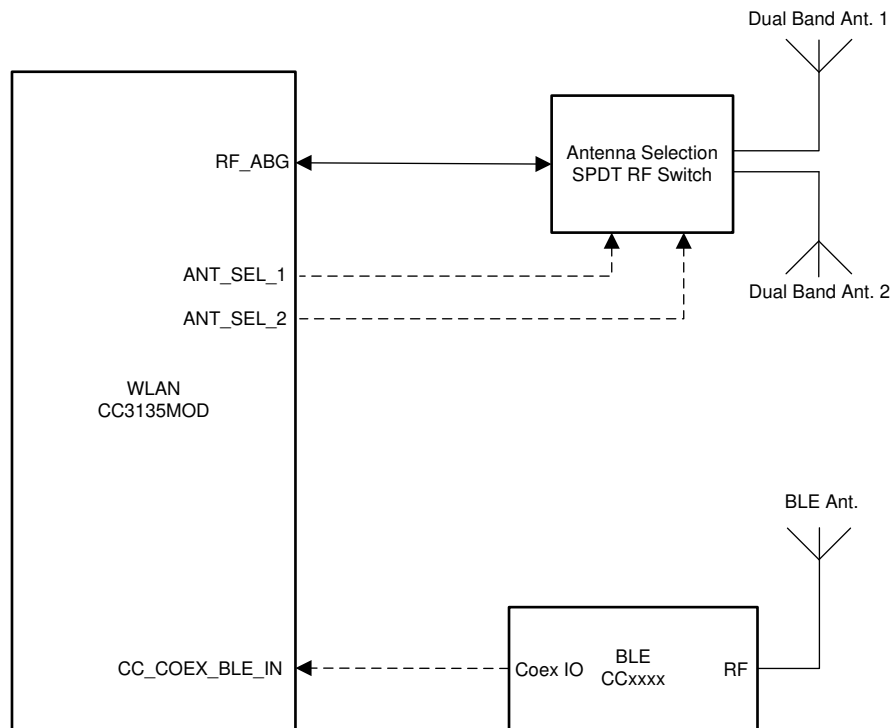 Dual Band Ant. 1
RF_ABG
Antenna Selection
SPDT RF Switch
ANT_SEL_1
Dual Band Ant. 2
ANT_SEL_2
WLAN
CC3135MOD
BLE Ant.
CC_COEX_BLE_IN
Coex IO
BLE
CCxxxx
RF